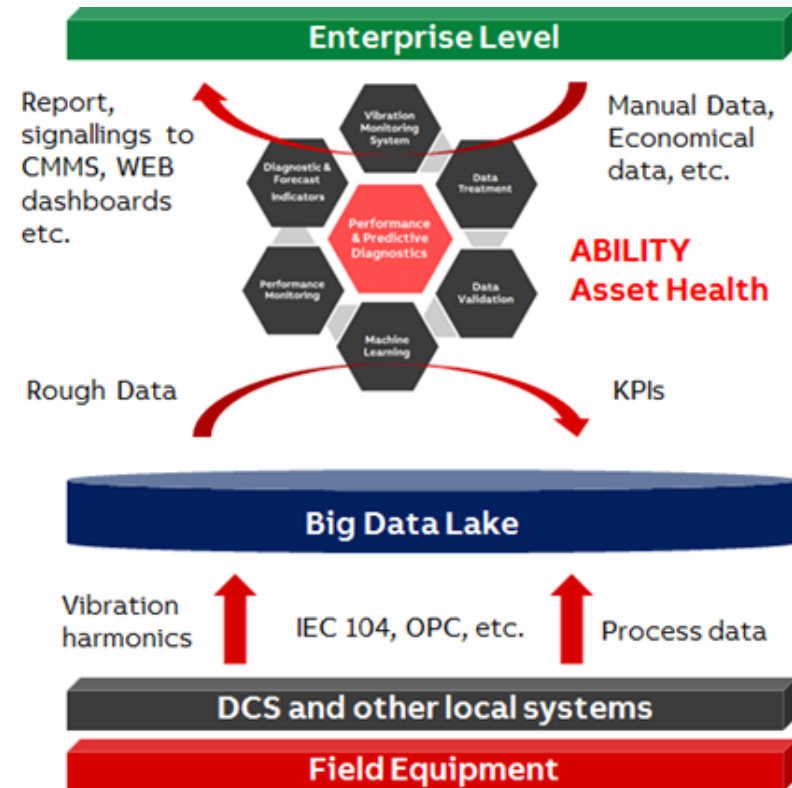 Enterprise Level
Report,
signallings to
CMMS, WEB
dashboards
etc.
Manual Data,
Economical
data, etc.
Vibration
Monitoring
System
Diagnostic &
Forecast
Indicators
Data
Treatment
Performance
& Predictive
Diagnostics
ABILITY
Asset Health
Performance
Monitoring
Data
Validation
Machine
Learning
Rough Data
KPIs
Big Data Lake
Vibration
harmonics
IEC 104, OPC, etc.
Process data
DCS and other local systems
Field Equipment